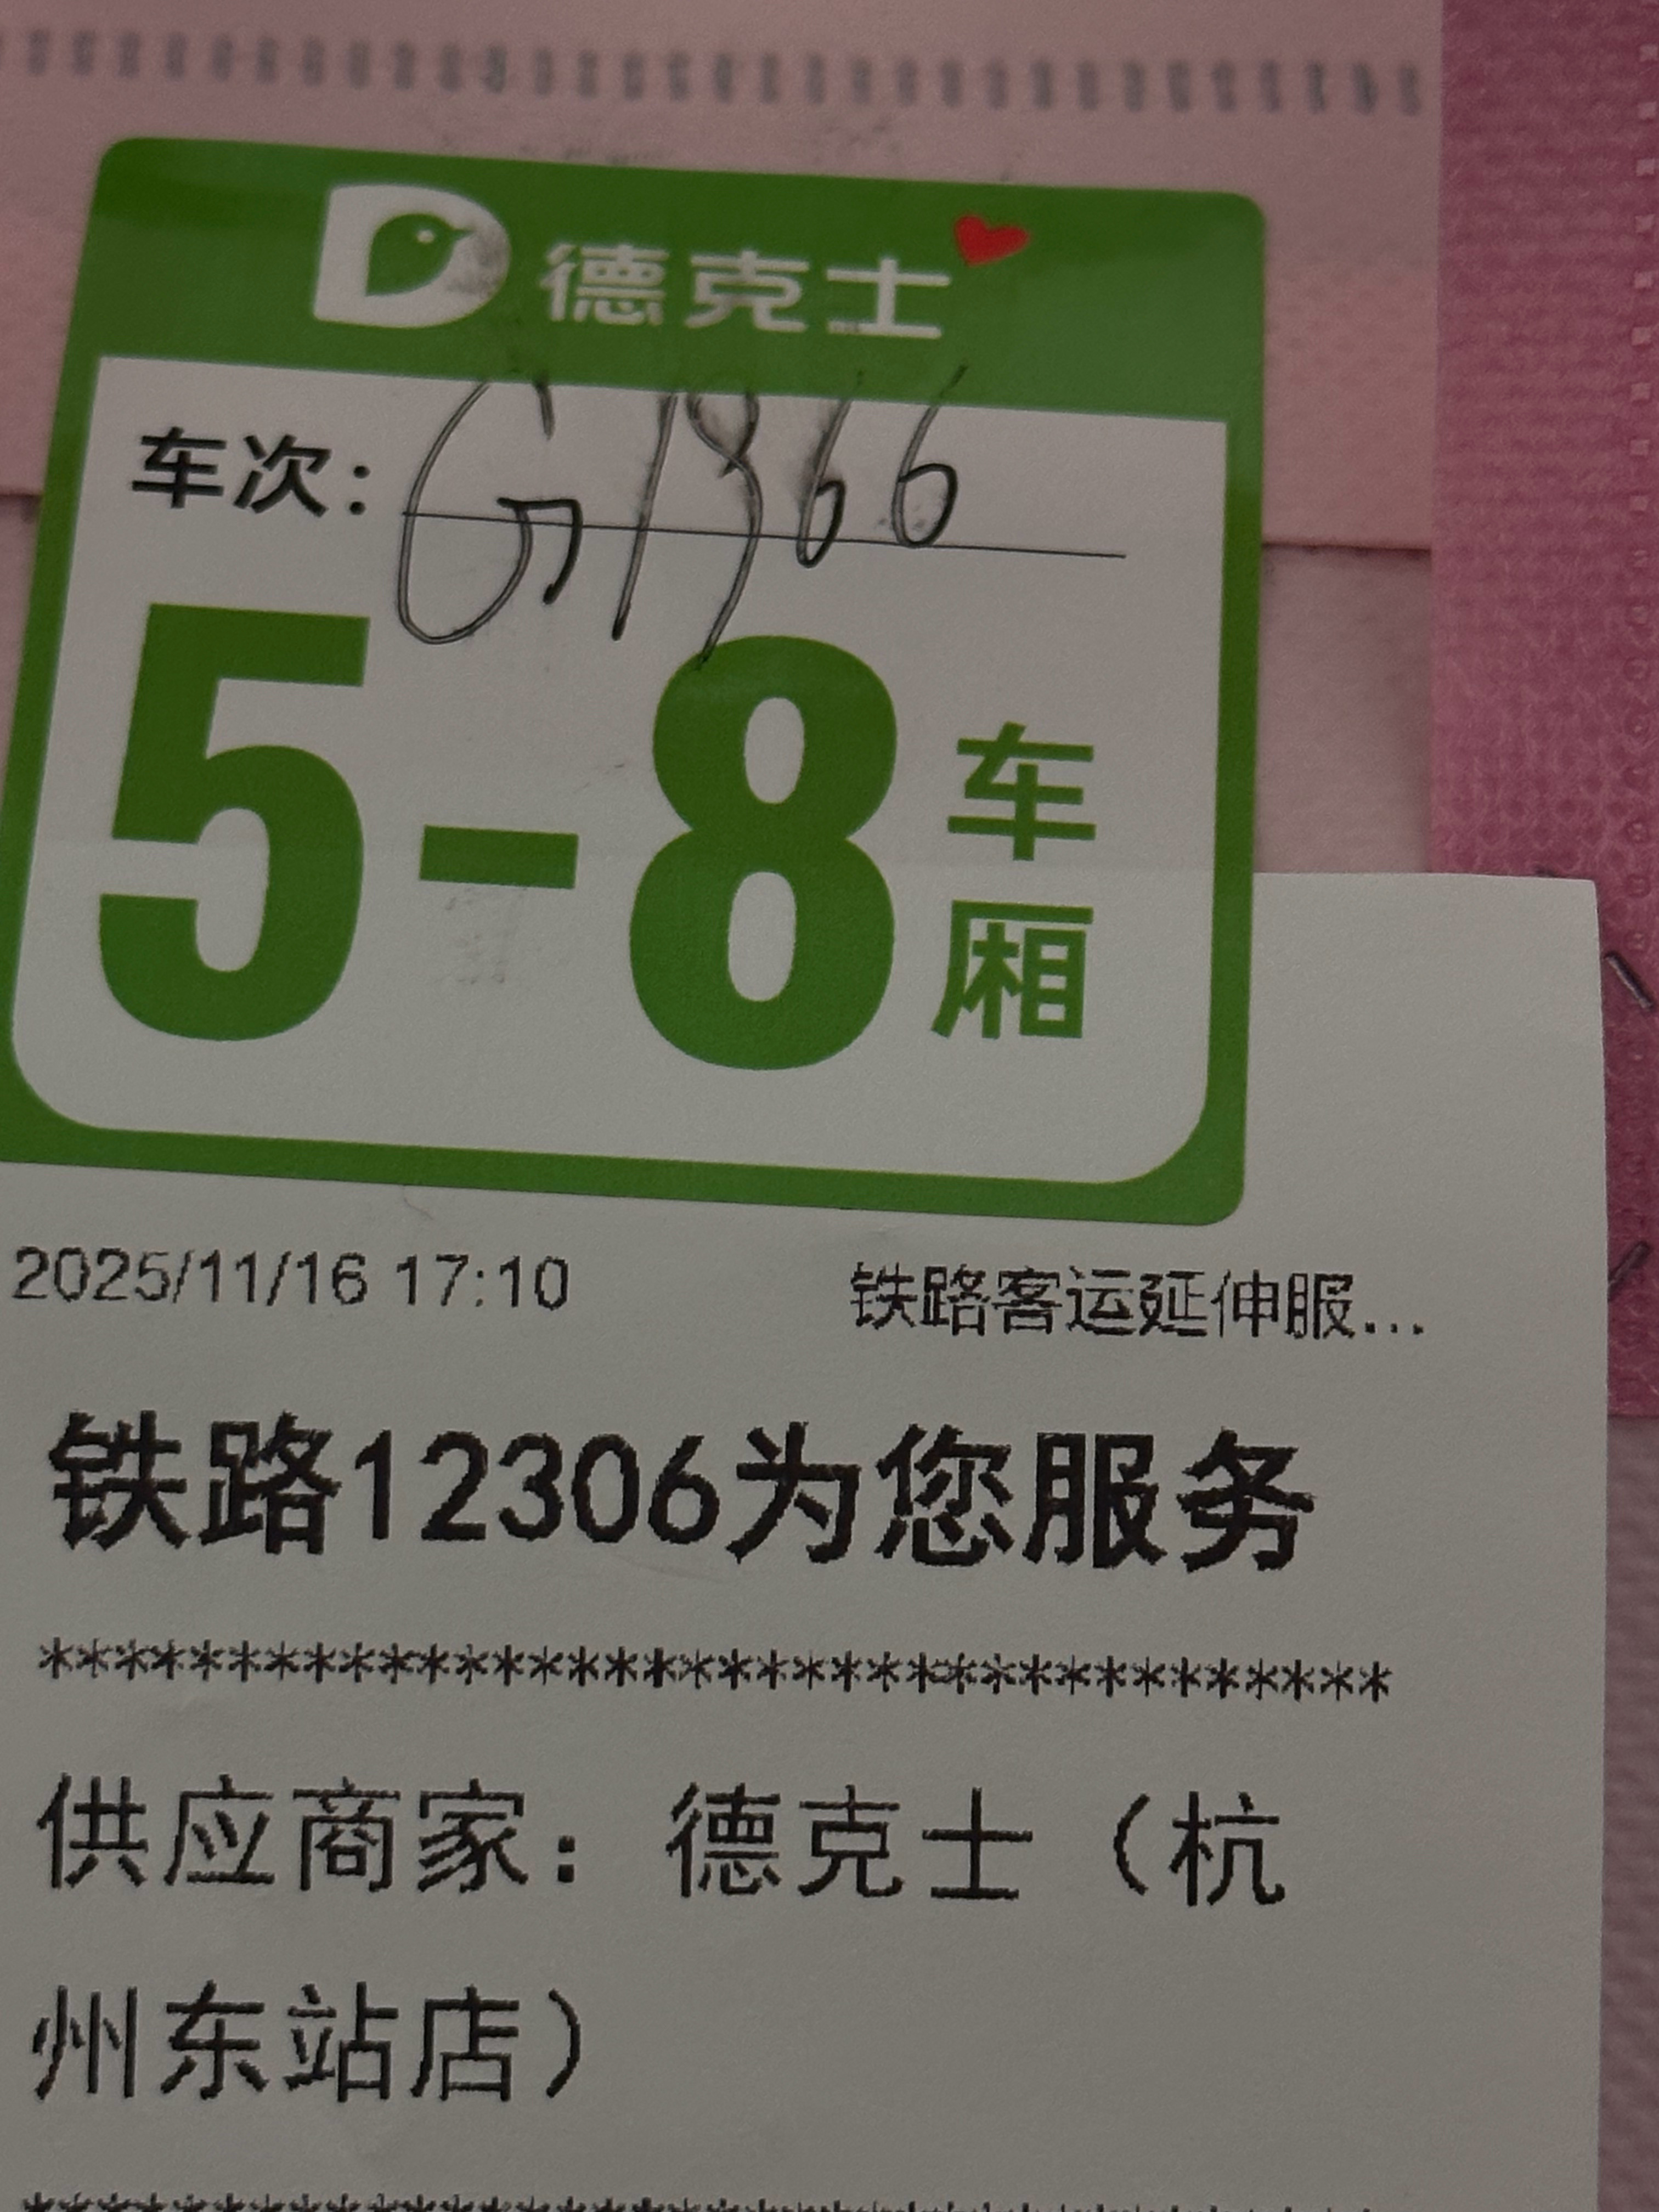 德克士
车次： G1966
5-8 车厢
2025/11/16 17:10 铁路客运延伸服...
铁路12306为您服务
************************************
供应商家：德克士（杭
州东站店）